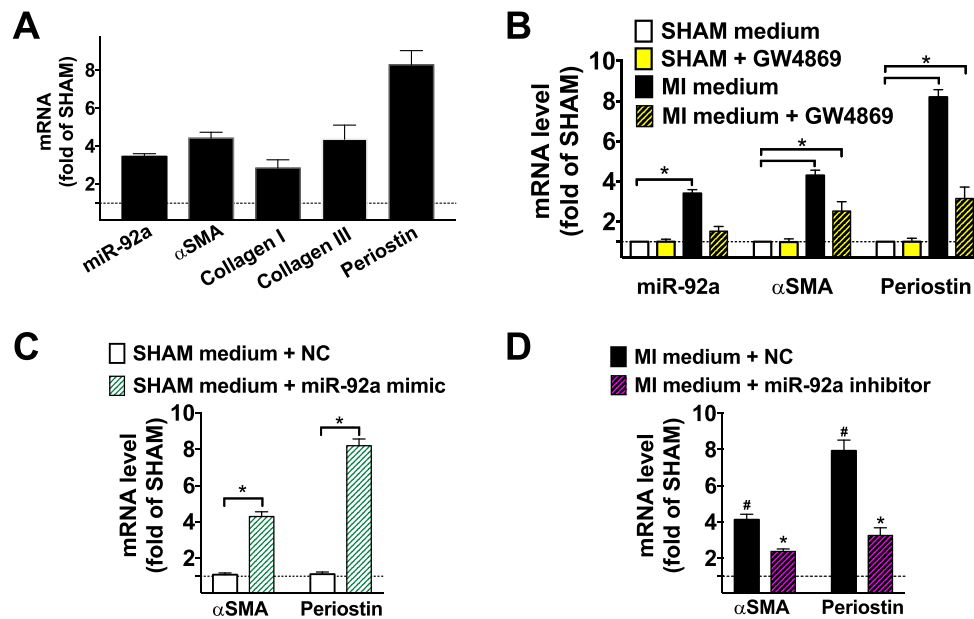 A
mRNA
(fold of SHAM)
8
6
4
2
miR-92a
αSMA
Collagen I
Collagen III
Periostin
B
SHAM medium
SHAM + GW4869
MI medium
MI medium + GW4869
mRNA level
(fold of SHAM)
10
8
6
4
2
*
*
*
miR-92a
αSMA
Periostin
C
SHAM medium + NC
SHAM medium + miR-92a mimic
mRNA level
(fold of SHAM)
10
8
6
4
2
*
*
αSMA
Periostin
D
MI medium + NC
MI medium + miR-92a inhibitor
mRNA level
(fold of SHAM)
10
8
6
4
2
#
*
#
*
αSMA
Periostin